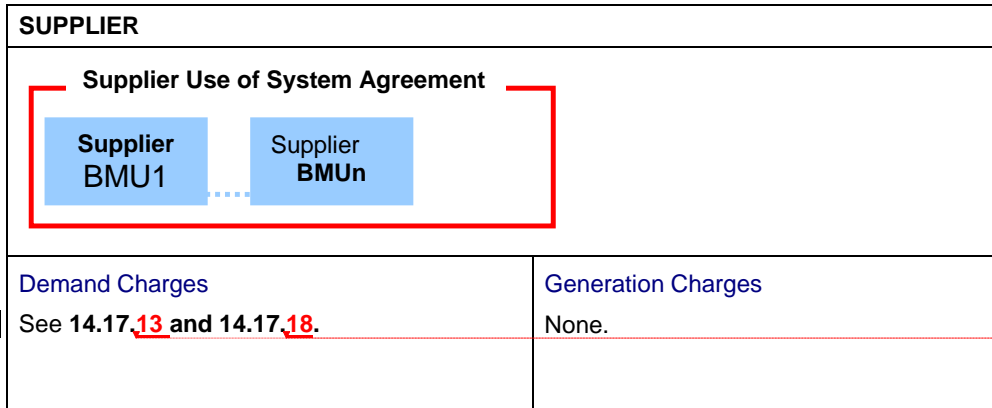 SUPPLIER
Supplier Use of System Agreement
Supplier
BMU1
Supplier
BMUn
Demand Charges
See 14.17.13 and 14.17.18.
Generation Charges
None.